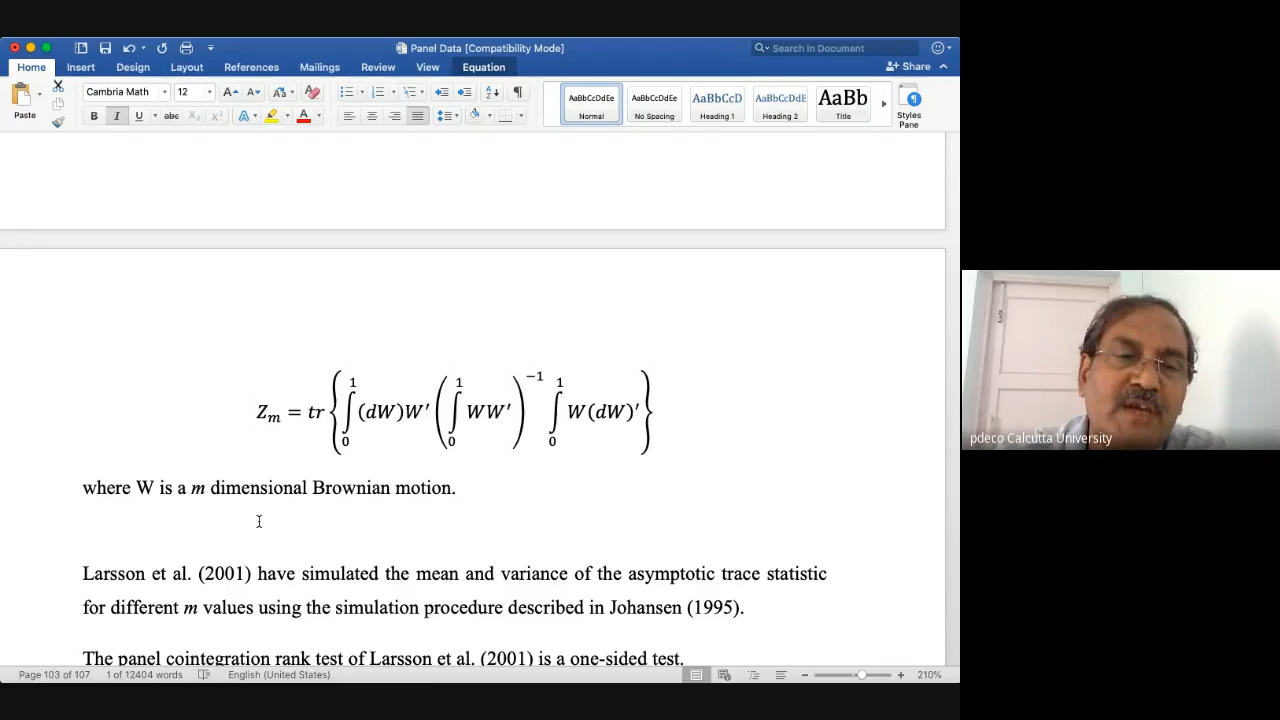 Panel Data [Compatibility Mode]
Search in Document
Home Insert Design Layout References Mailings Review View Equation
Share
Cambria Math 12
Paste
AaBbCcDdEe AaBbCcDdEe AaBbCcD AaBbCcDdE AaBb
Normal No Spacing Heading 1 Heading 2 Title
Styles Pane
Z_m = tr { ∫_0^1 (dW)W′ ( ∫_0^1 WW′ )^−1 ∫_0^1 W(dW)′ }
where W is a m dimensional Brownian motion.
Larsson et al. (2001) have simulated the mean and variance of the asymptotic trace statistic
for different m values using the simulation procedure described in Johansen (1995).
The panel cointegration rank test of Larsson et al. (2001) is a one-sided test.
Page 103 of 107 1 of 12404 words English (United States) 210%
pdeco Calcutta University